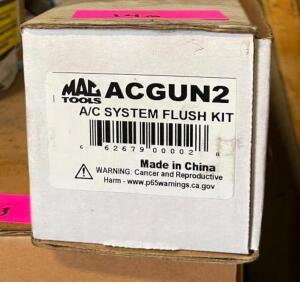 MAC TOOLS ACGUN2
A/C SYSTEM FLUSH KIT
6 62679 00002 8
Made in China
WARNING: Cancer and Reproductive
Harm - www.p65warnings.ca.gov